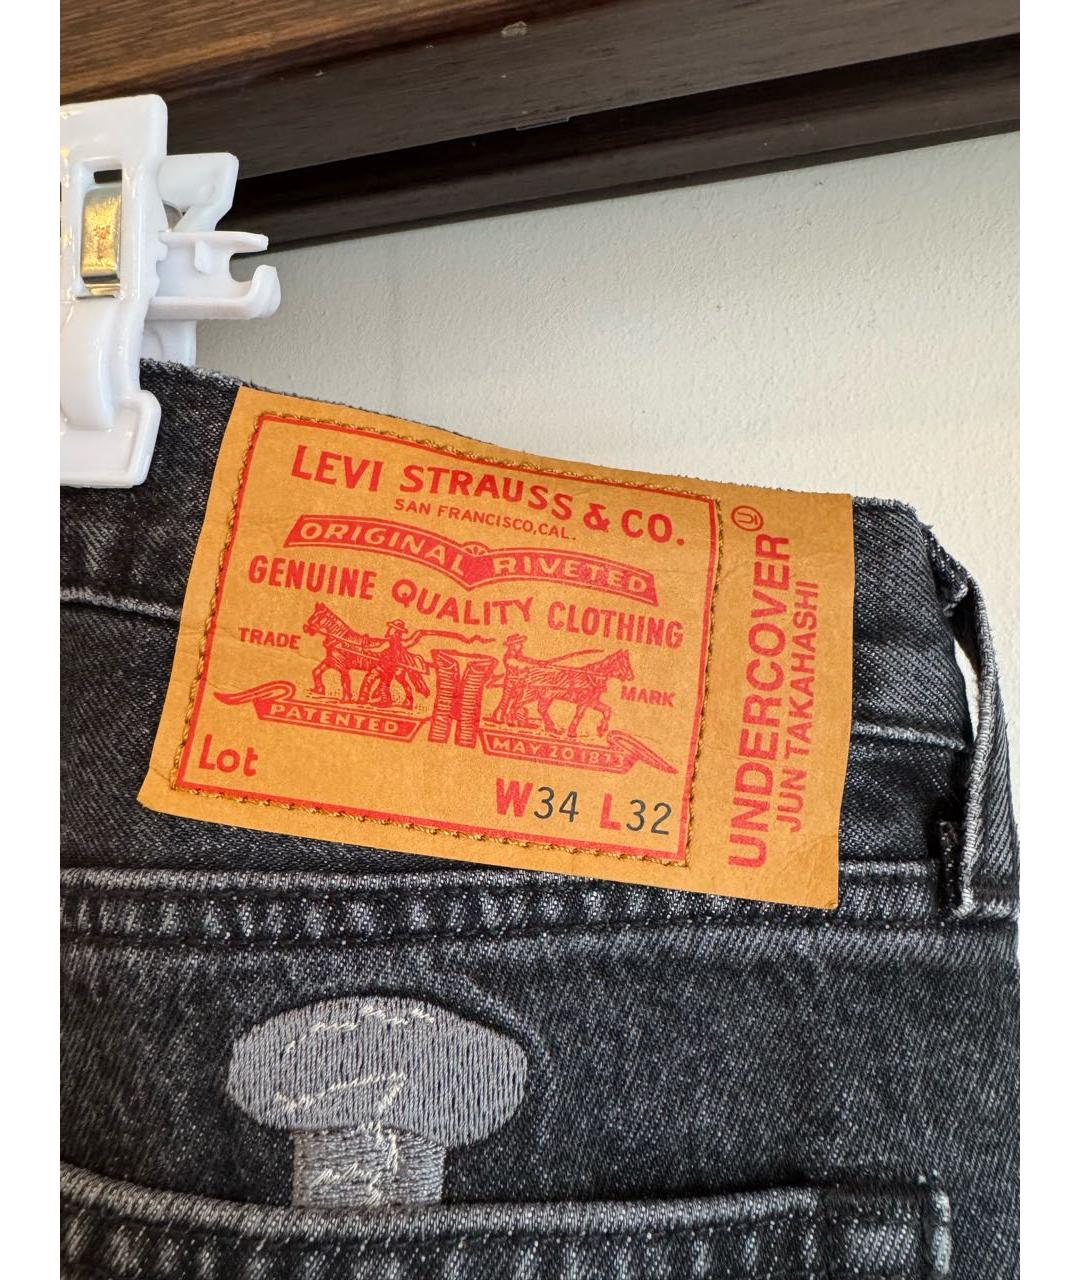 LEVI STRAUSS & CO.
SAN FRANCISCO, CAL.
ORIGINAL RIVETED
GENUINE QUALITY CLOTHING
TRADE MARK
PATENTED MAY 20 1873
Lot
W34 L32
UNDERCOVER
JUN TAKAHASHI